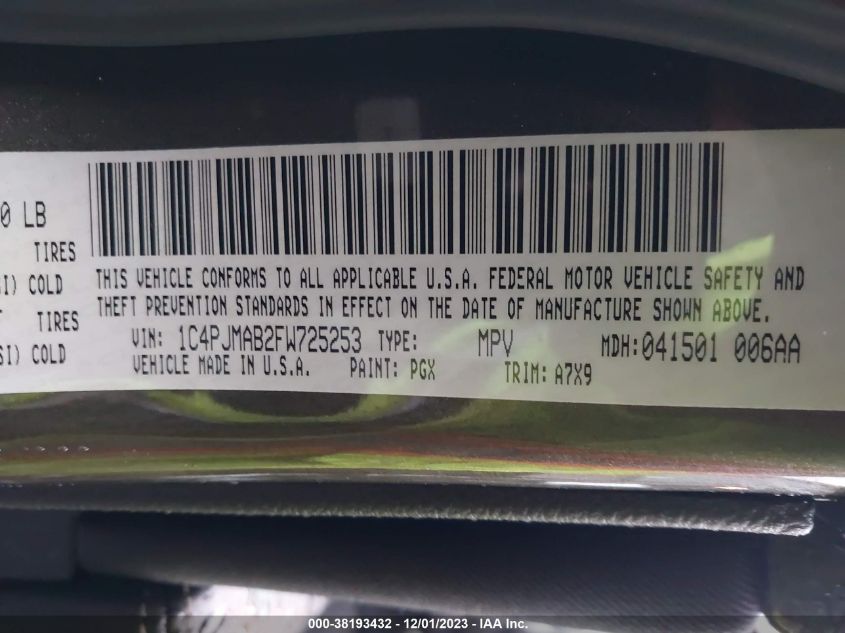 0 LB
TIRES
SI) COLD
TIRES
SI) COLD
THIS VEHICLE CONFORMS TO ALL APPLICABLE U.S.A. FEDERAL MOTOR VEHICLE SAFETY AND
THEFT PREVENTION STANDARDS IN EFFECT ON THE DATE OF MANUFACTURE SHOWN ABOVE.
VIN: 1C4PJMAB2FW725253 TYPE: MPV MDH: 041501 006AA
VEHICLE MADE IN U.S.A. PAINT: PGX TRIM: A7X9
000-38193432 - 12/01/2023 - IAA Inc.